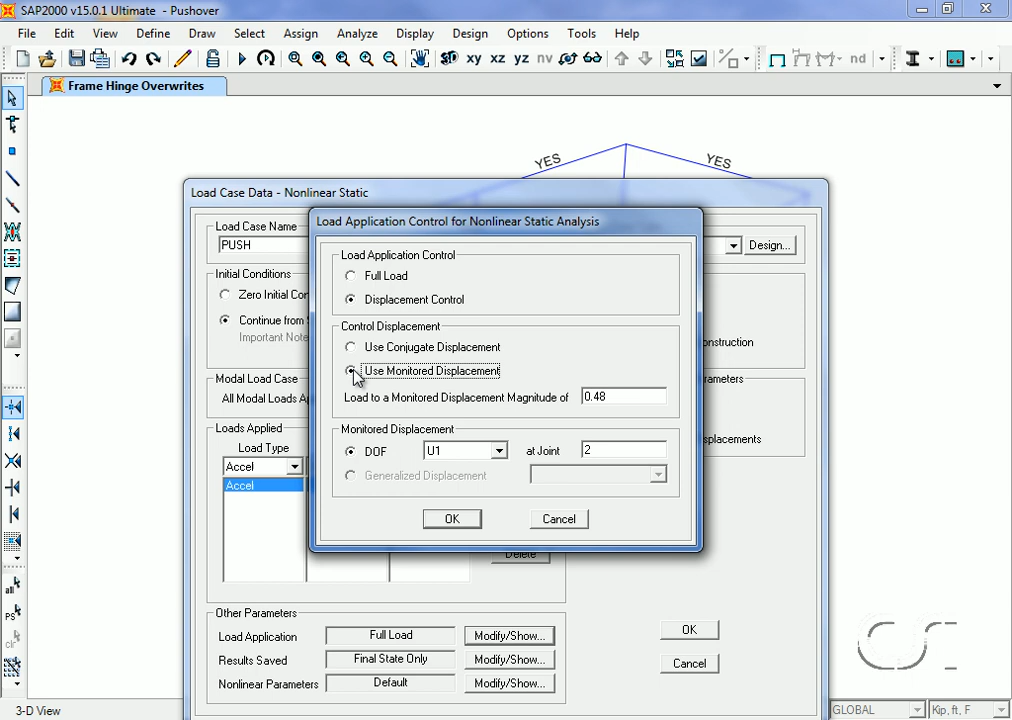 SAP2000 v15.0.1 Ultimate - Pushover
File Edit View Define Draw Select Assign Analyze Display Design Options Tools Help
3D xy xz yz nv nd
Frame Hinge Overwrites
YES YES
Load Case Data - Nonlinear Static
Load Case Name
PUSH
Design...
Initial Conditions
Zero Initial Con
Continue from S
Important Note
onstruction
Modal Load Case
All Modal Loads A
rameters
Loads Applied
Load Type
Accel
Accel
splacements
Delete
Load Application Control for Nonlinear Static Analysis
Load Application Control
Full Load
Displacement Control
Control Displacement
Use Conjugate Displacement
Use Monitored Displacement
Load to a Monitored Displacement Magnitude of 0.48
Monitored Displacement
DOF U1 at Joint 2
Generalized Displacement
OK Cancel
Other Parameters
Load Application Full Load Modify/Show...
Results Saved Final State Only Modify/Show...
Nonlinear Parameters Default Modify/Show...
OK
Cancel
all
PS
clr
CSI
3-D View
GLOBAL Kip, ft, F